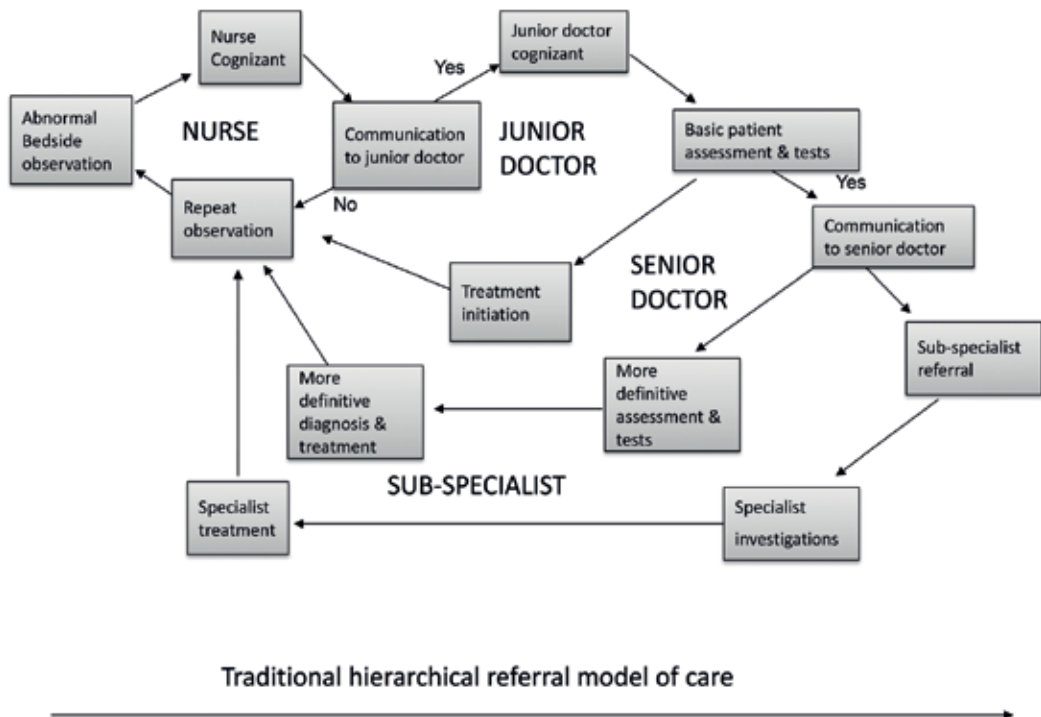 Nurse
Cognizant
Junior doctor
cognizant
Yes
Abnormal
Bedside
observation
NURSE
Communication
to junior doctor
JUNIOR
DOCTOR
Basic patient
assessment & tests
No
Yes
Repeat
observation
Communication
to senior doctor
SENIOR
DOCTOR
Treatment
initiation
Sub-specialist
referral
More
definitive
diagnosis &
treatment
More
definitive
assessment &
tests
SUB-SPECIALIST
Specialist
treatment
Specialist
investigations
Traditional hierarchical referral model of care